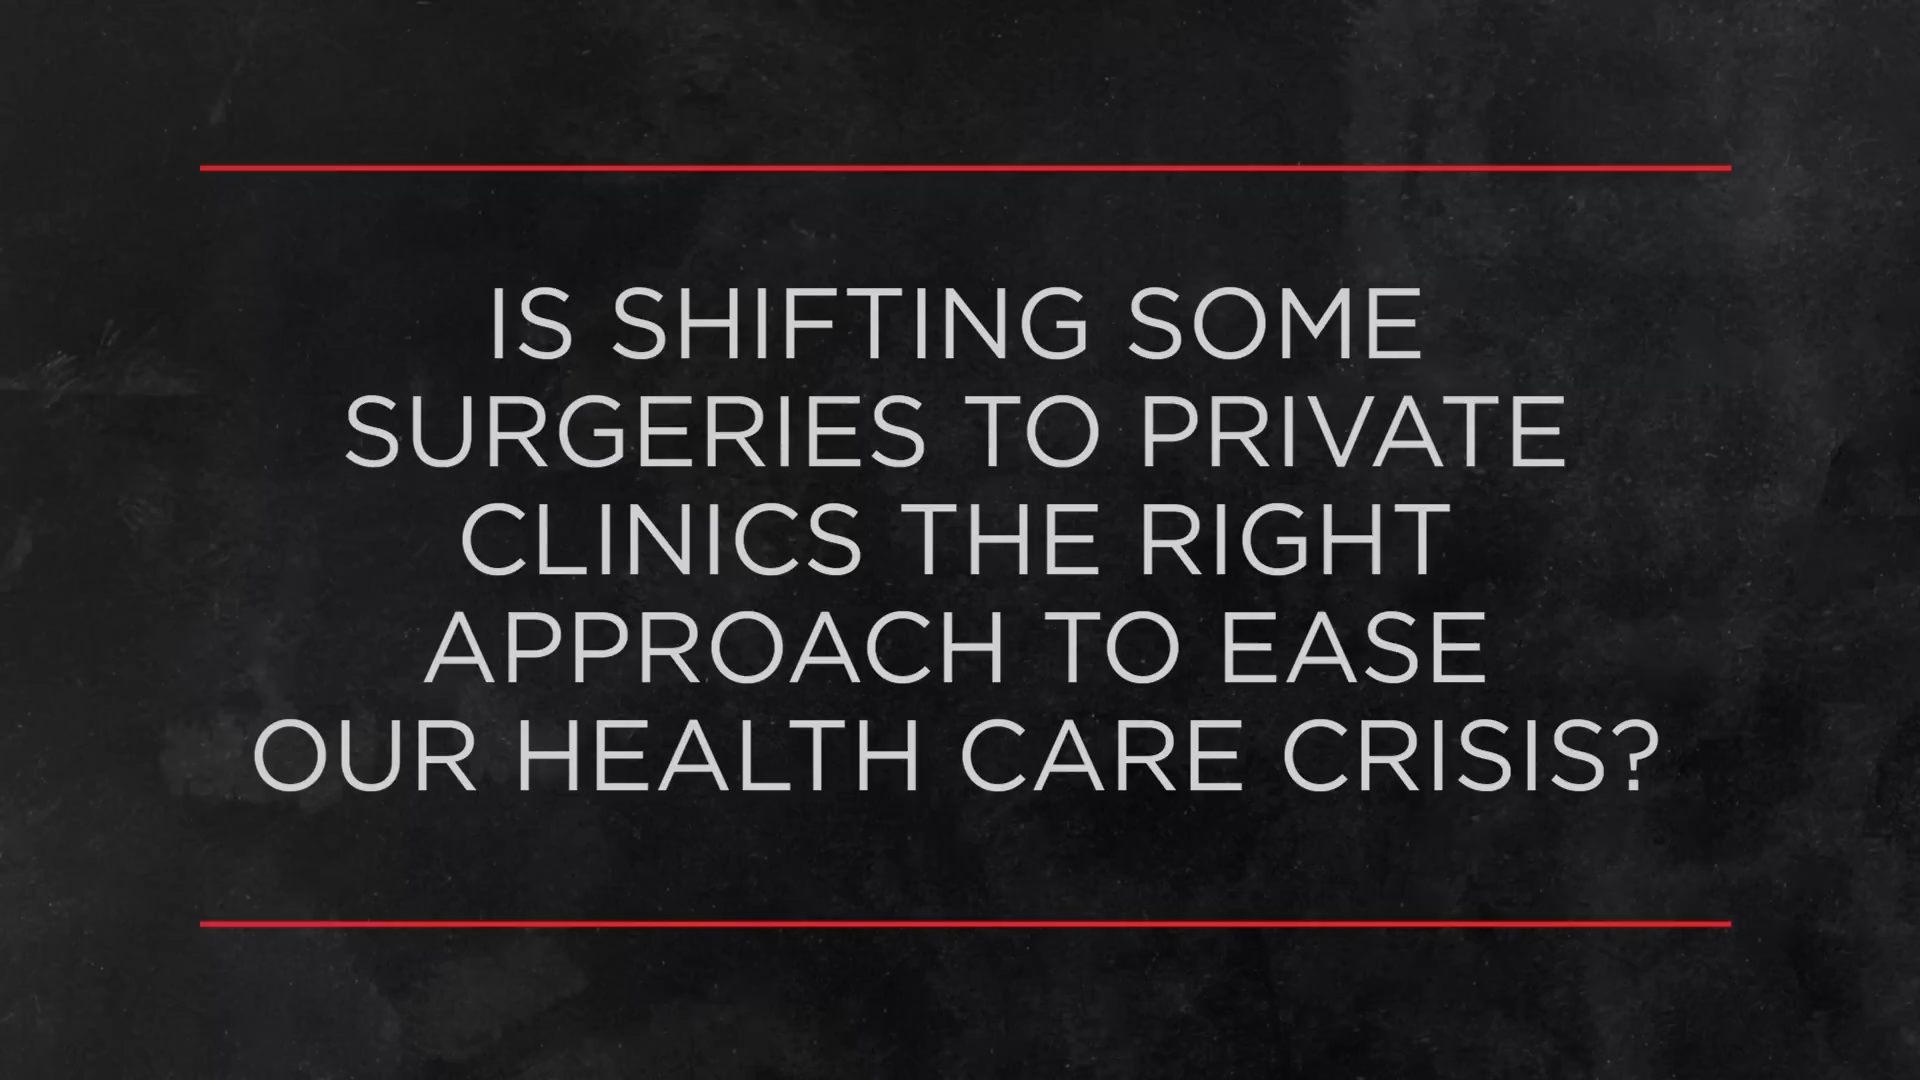 IS SHIFTING SOME
SURGERIES TO PRIVATE
CLINICS THE RIGHT
APPROACH TO EASE
OUR HEALTH CARE CRISIS?